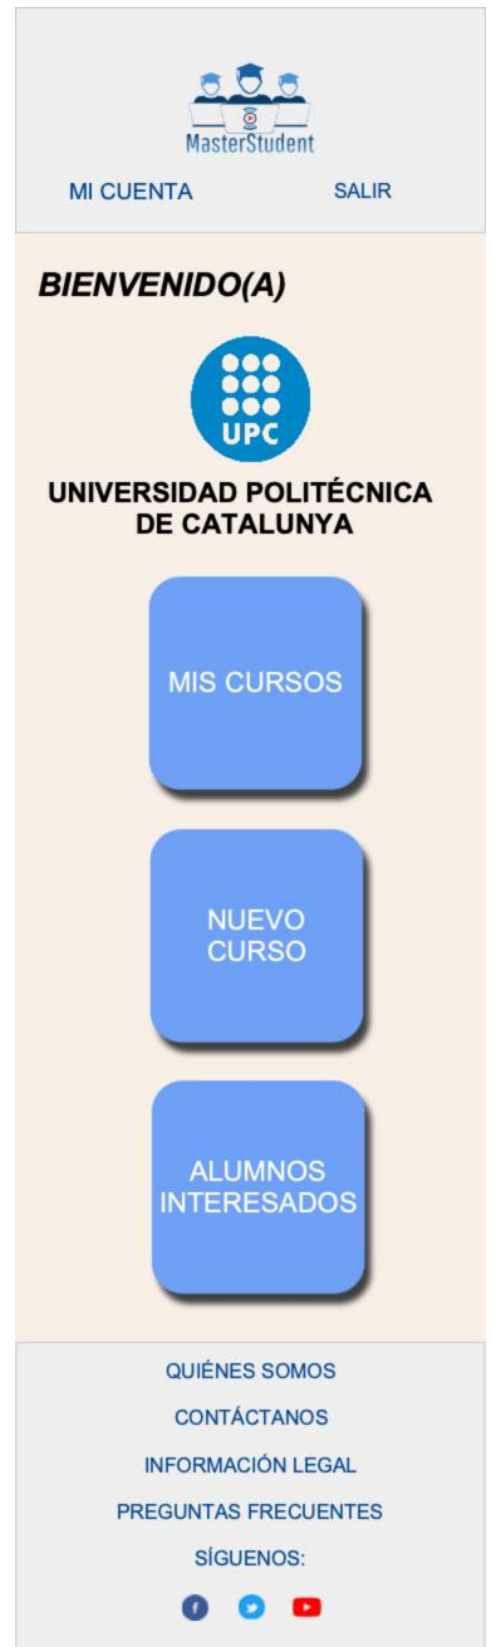 MasterStudent
MI CUENTA SALIR
BIENVENIDO(A)
UPC
UNIVERSIDAD POLITÉCNICA
DE CATALUNYA
MIS CURSOS
NUEVO
CURSO
ALUMNOS
INTERESADOS
QUIÉNES SOMOS
CONTÁCTANOS
INFORMACIÓN LEGAL
PREGUNTAS FRECUENTES
SÍGUENOS: